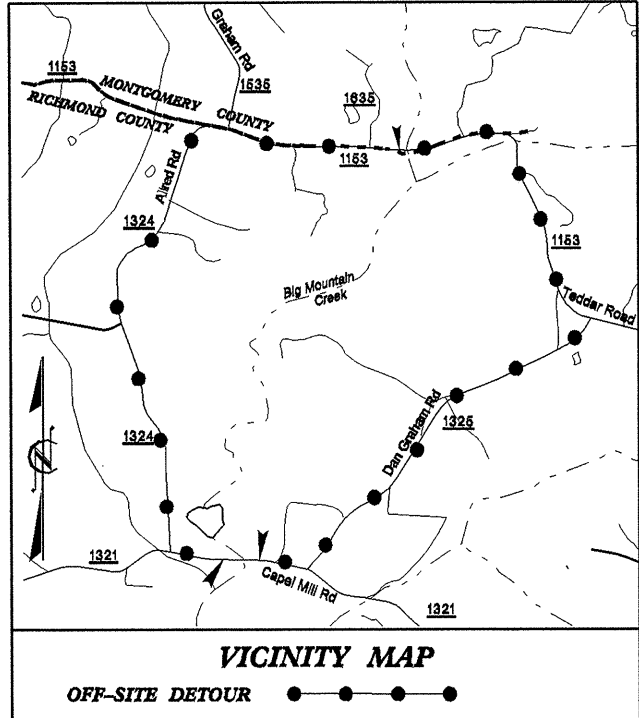 Graham Rd
1153
MONTGOMERY
COUNTY
RICHMOND COUNTY
1535
1635
1153
Allred Rd
1324
1153
Big Mountain
Creek
Teddar Road
Dan Graham Rd
1325
1324
N
1321
Capel Mill Rd
1321
VICINITY MAP
OFF-SITE DETOUR